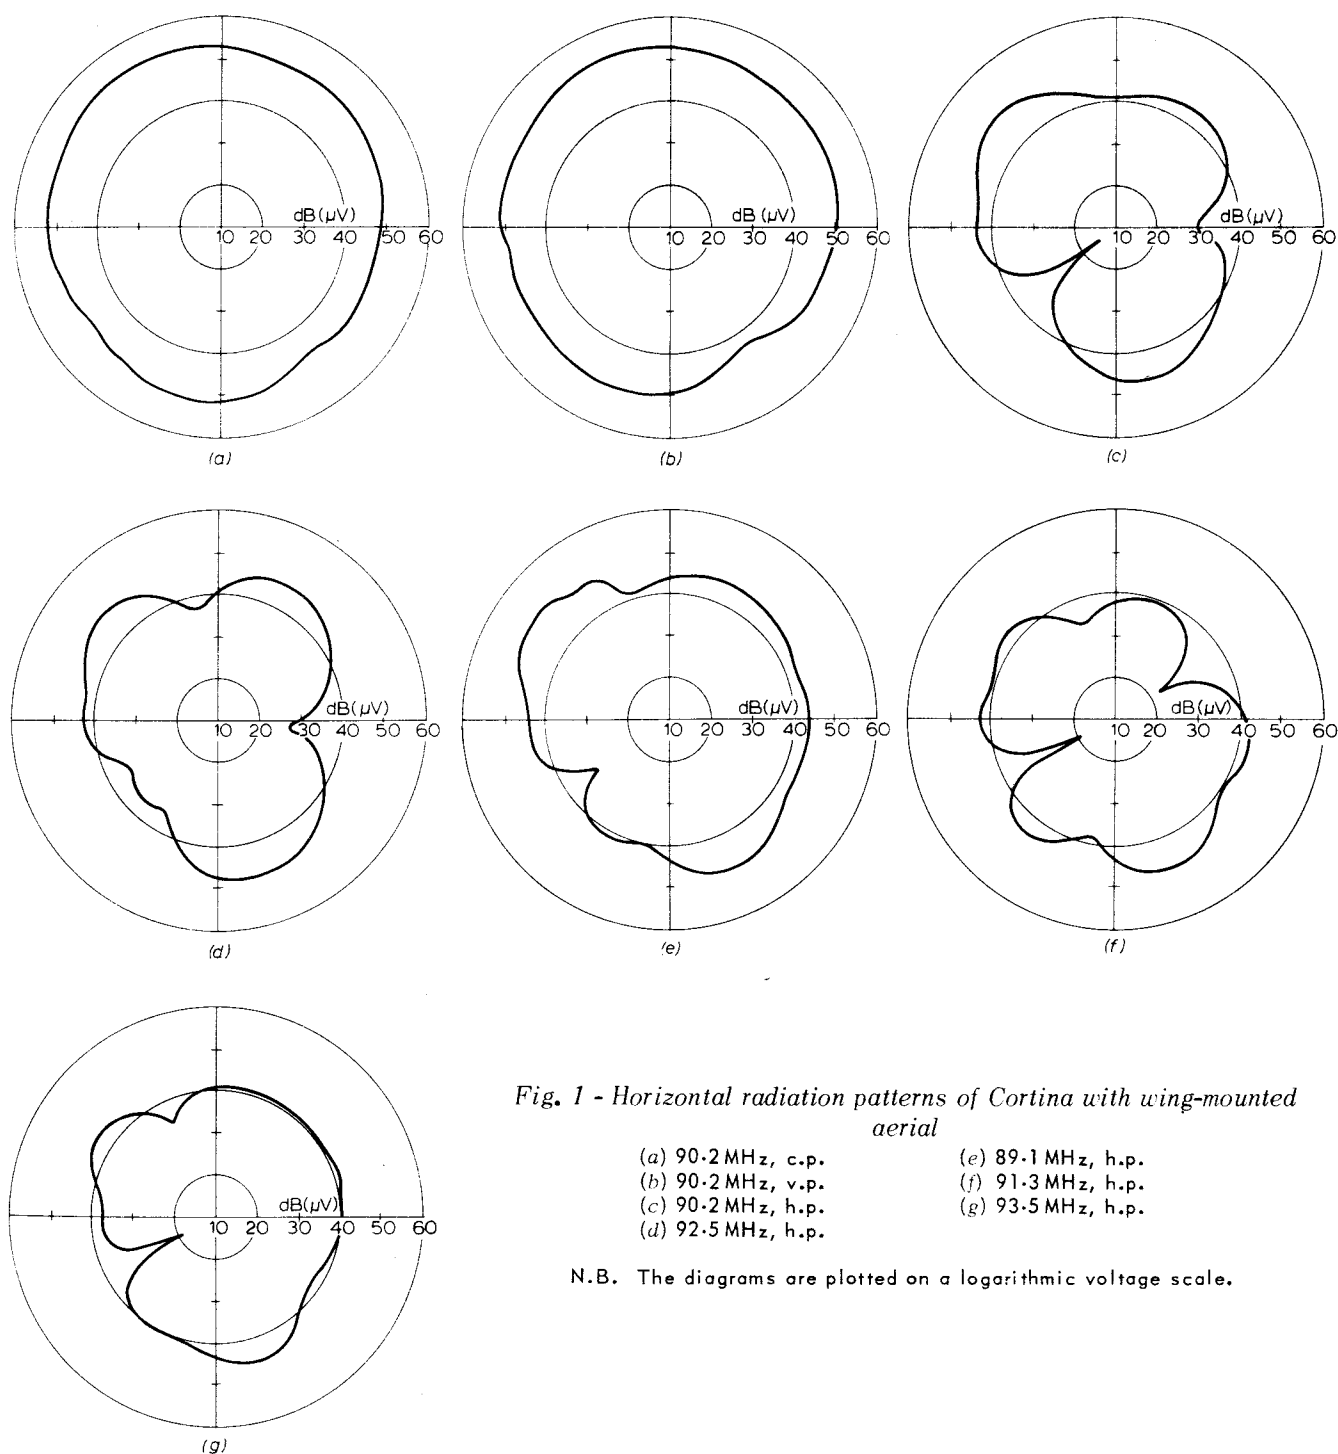 dB(μV)
10 20 30 40 50 60
(a)
dB(μV)
10 20 30 40 50 60
(b)
dB(μV)
10 20 30 40 50 60
(c)
dB(μV)
10 20 30 40 50 60
(d)
dB(μV)
10 20 30 40 50 60
(e)
dB(μV)
10 20 30 40 50 60
(f)
dB(μV)
10 20 30 40 50 60
(g)
Fig. 1 - Horizontal radiation patterns of Cortina with wing-mounted
aerial
(a) 90·2 MHz, c.p.
(b) 90·2 MHz, v.p.
(c) 90·2 MHz, h.p.
(d) 92·5 MHz, h.p.
(e) 89·1 MHz, h.p.
(f) 91·3 MHz, h.p.
(g) 93·5 MHz, h.p.
N.B. The diagrams are plotted on a logarithmic voltage scale.